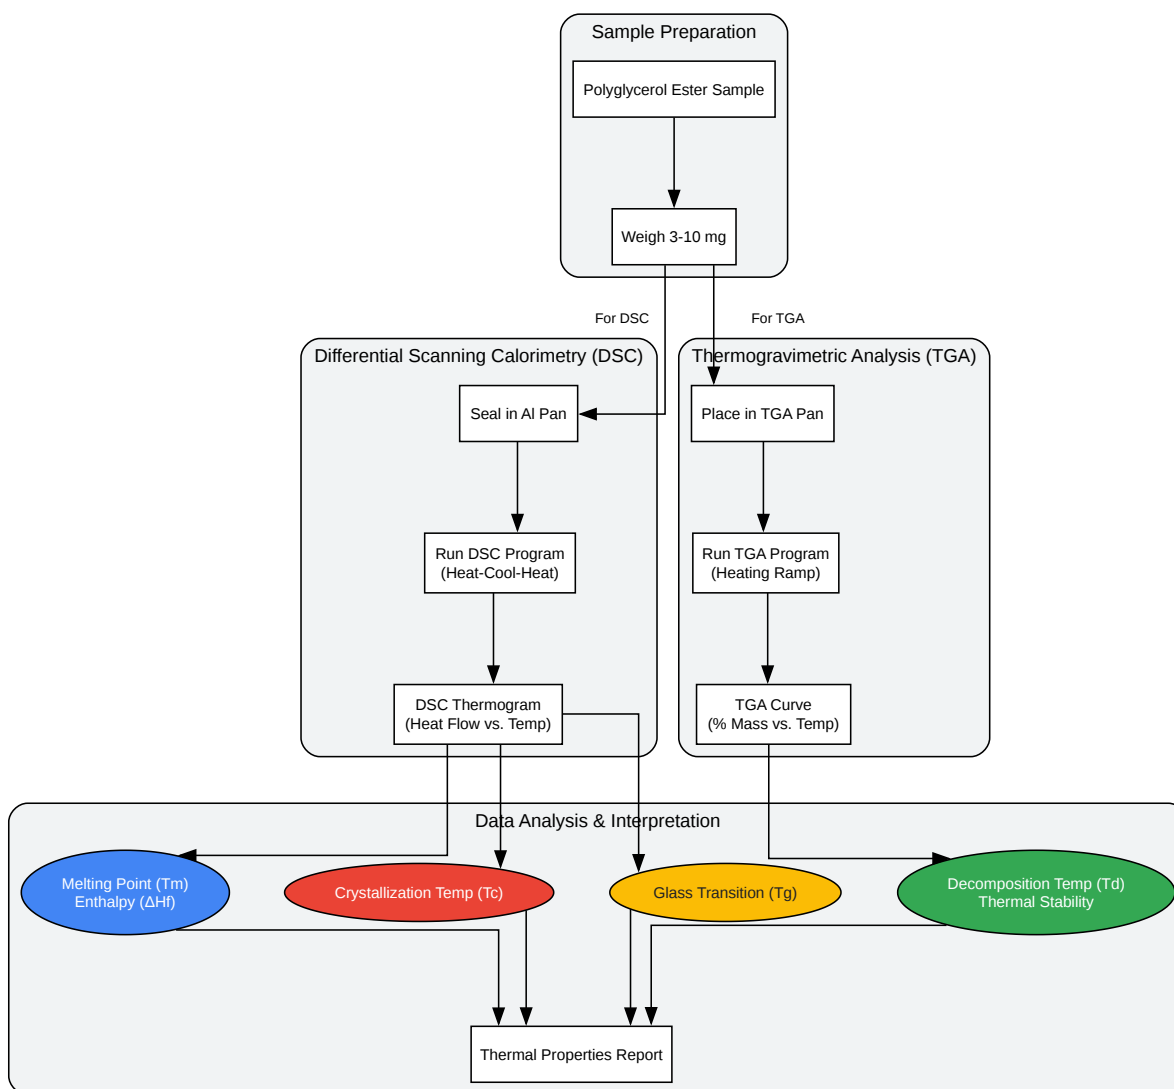 Sample Preparation
Polyglycerol Ester Sample
Weigh 3-10 mg
For DSC
For TGA
Differential Scanning Calorimetry (DSC)
Thermogravimetric Analysis (TGA)
Seal in Al Pan
Place in TGA Pan
Run DSC Program
(Heat-Cool-Heat)
Run TGA Program
(Heating Ramp)
DSC Thermogram
(Heat Flow vs. Temp)
TGA Curve
(% Mass vs. Temp)
Data Analysis & Interpretation
Melting Point (Tm)
Enthalpy (ΔHf)
Crystallization Temp (Tc)
Glass Transition (Tg)
Decomposition Temp (Td)
Thermal Stability
Thermal Properties Report